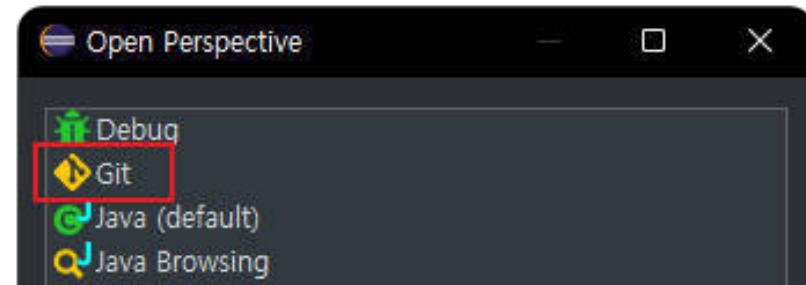 Open Perspective
Debug
Git
Java (default)
Java Browsing